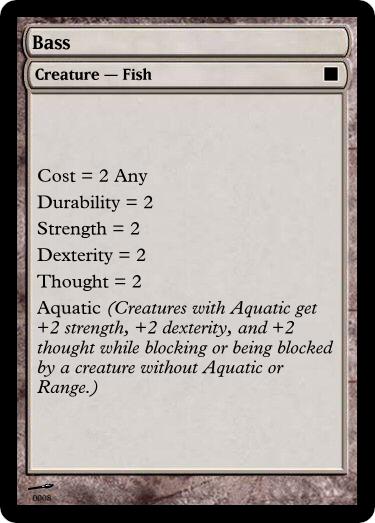 Bass
Creature — Fish
Cost = 2 Any
Durability = 2
Strength = 2
Dexterity = 2
Thought = 2
Aquatic (Creatures with Aquatic get
+2 strength, +2 dexterity, and +2
thought while blocking or being blocked
by a creature without Aquatic or
Range.)
0008